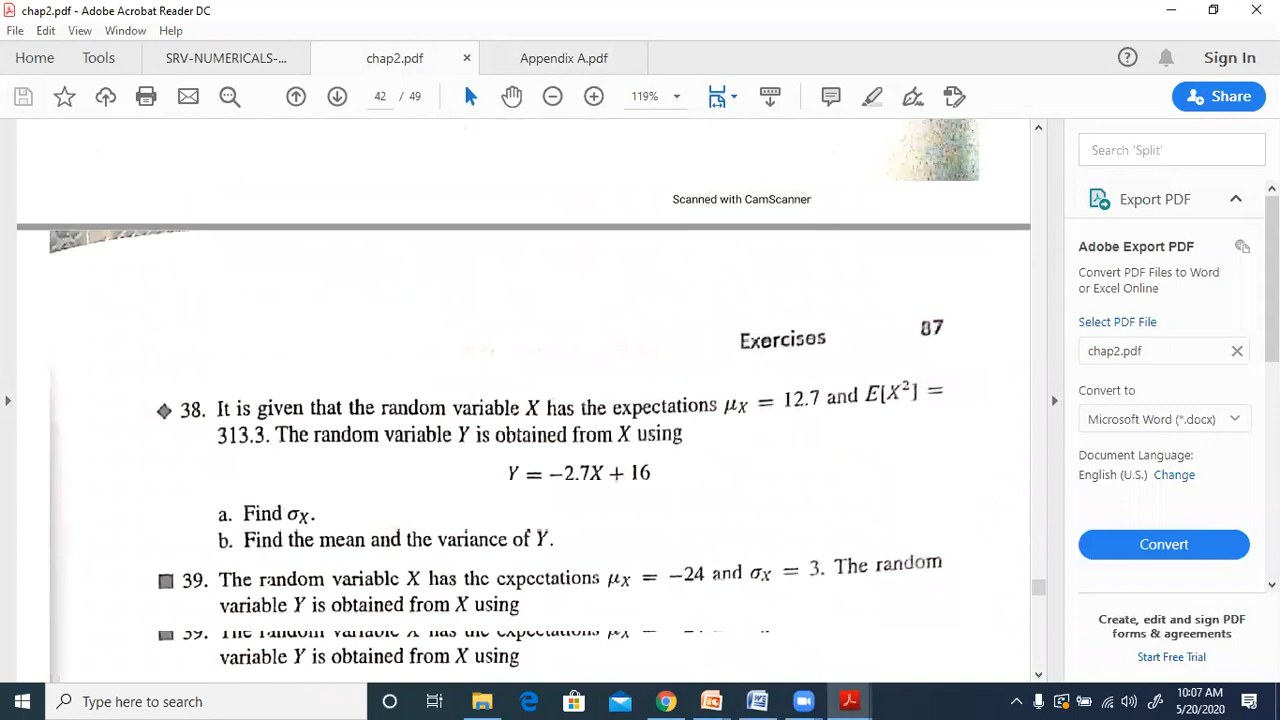 chap2.pdf - Adobe Acrobat Reader DC
File Edit View Window Help
Home Tools SRV-NUMERICALS-... chap2.pdf × Appendix A.pdf Sign In
42 / 49 119% Share
Search 'Split'
Scanned with CamScanner
Export PDF
Adobe Export PDF
Convert PDF Files to Word
or Excel Online
Select PDF File
chap2.pdf
Convert to
Microsoft Word (*.docx)
Document Language:
English (U.S.) Change
Convert
Create, edit and sign PDF
forms & agreements
Start Free Trial
Exercises 87
38. It is given that the random variable X has the expectations μX = 12.7 and E[X²] =
313.3. The random variable Y is obtained from X using
Y = −2.7X + 16
a. Find σX.
b. Find the mean and the variance of Y.
39. The random variable X has the expectations μX = −24 and σX = 3. The random
variable Y is obtained from X using
39. The random variable X has the expectations μX
variable Y is obtained from X using
Type here to search
10:07 AM
5/20/2020